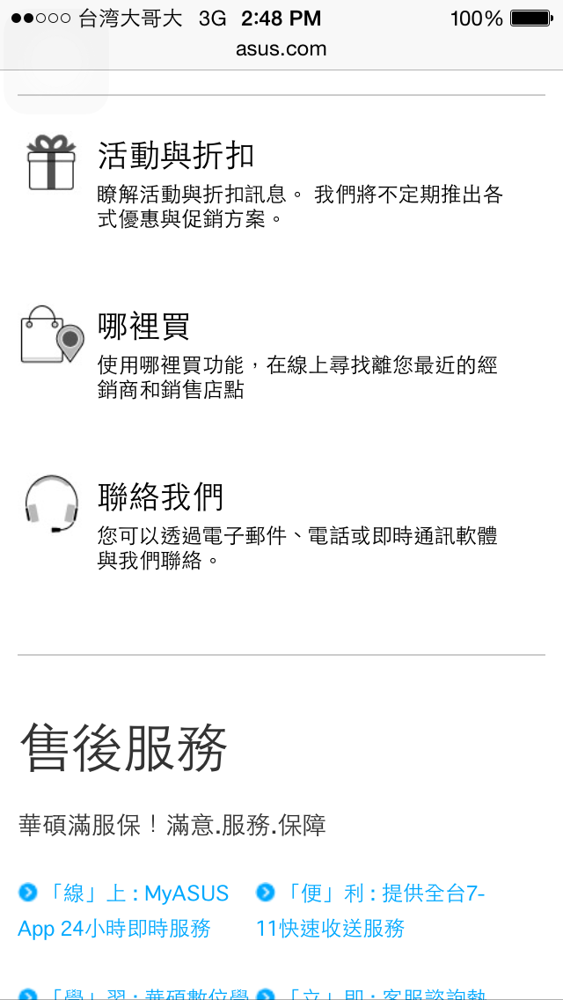 台湾大哥大 3G 2:48 PM 100%
asus.com
活動與折扣
瞭解活動與折扣訊息。 我們將不定期推出各
式優惠與促銷方案。
哪裡買
使用哪裡買功能，在線上尋找離您最近的經
銷商和銷售店點
聯絡我們
您可以透過電子郵件、電話或即時通訊軟體
與我們聯絡。
售後服務
華碩滿服保！滿意.服務.保障
「線」上 : MyASUS
App 24小時即時服務
「便」利 : 提供全台7-
11快速收送服務
「學」習 : 華碩數位學
「立」即 : 客服諮詢熱